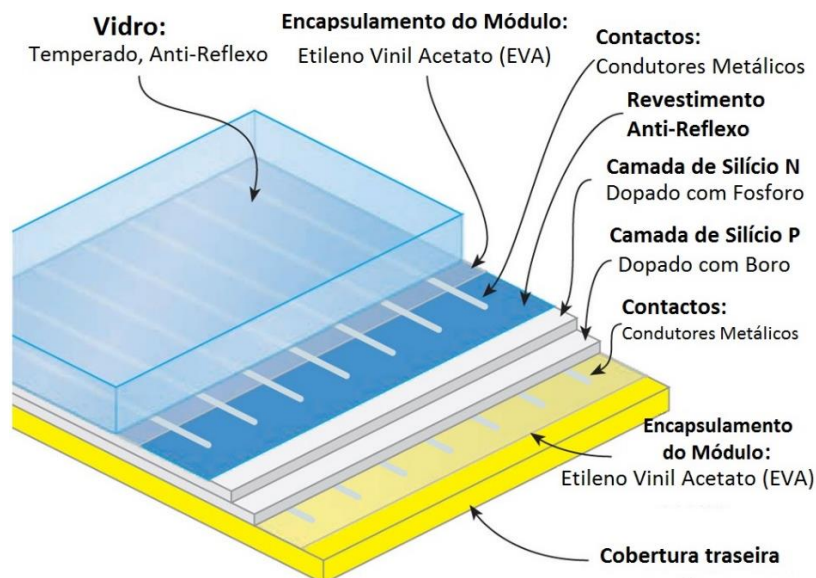 Vidro:
Temperado, Anti-Reflexo
Encapsulamento do Módulo:
Etileno Vinil Acetato (EVA)
Contactos:
Condutores Metálicos
Revestimento
Anti-Reflexo
Camada de Silício N
Dopado com Fosforo
Camada de Silício P
Dopado com Boro
Contactos:
Condutores Metálicos
Encapsulamento
do Módulo:
Etileno Vinil Acetato (EVA)
Cobertura traseira